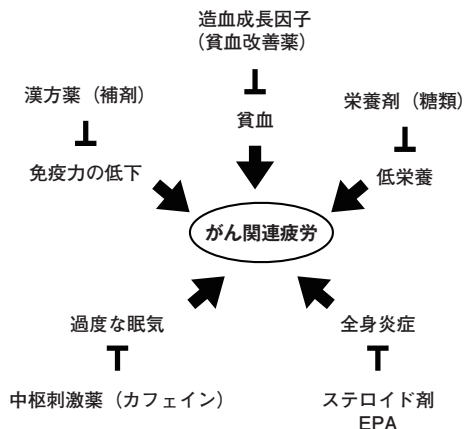 造血成長因子
(貧血改善薬)
漢方薬（補剤）
栄養剤（糖類）
貧血
免疫力の低下
低栄養
がん関連疲労
過度な眠気
全身炎症
中枢刺激薬（カフェイン）
ステロイド剤
EPA